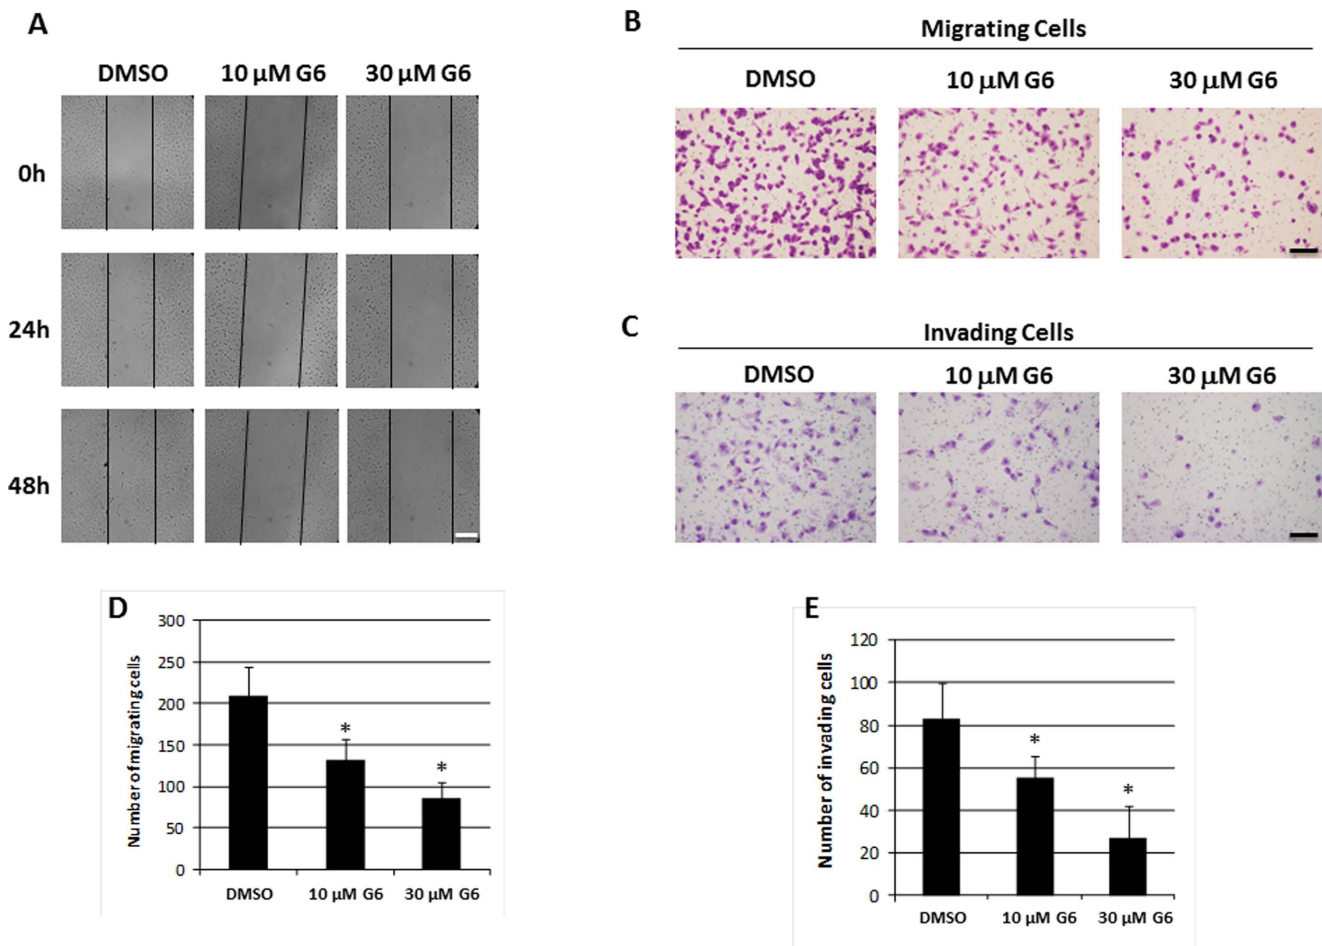 A
DMSO 10 µM G6 30 µM G6
0h
24h
48h
B
Migrating Cells
DMSO 10 µM G6 30 µM G6
C
Invading Cells
DMSO 10 µM G6 30 µM G6
D
Number of migrating cells
300
250
200
150
100
50
0
*
*
DMSO 10 µM G6 30 µM G6
E
Number of invading cells
120
100
80
60
40
20
0
*
*
DMSO 10 µM G6 30 µM G6